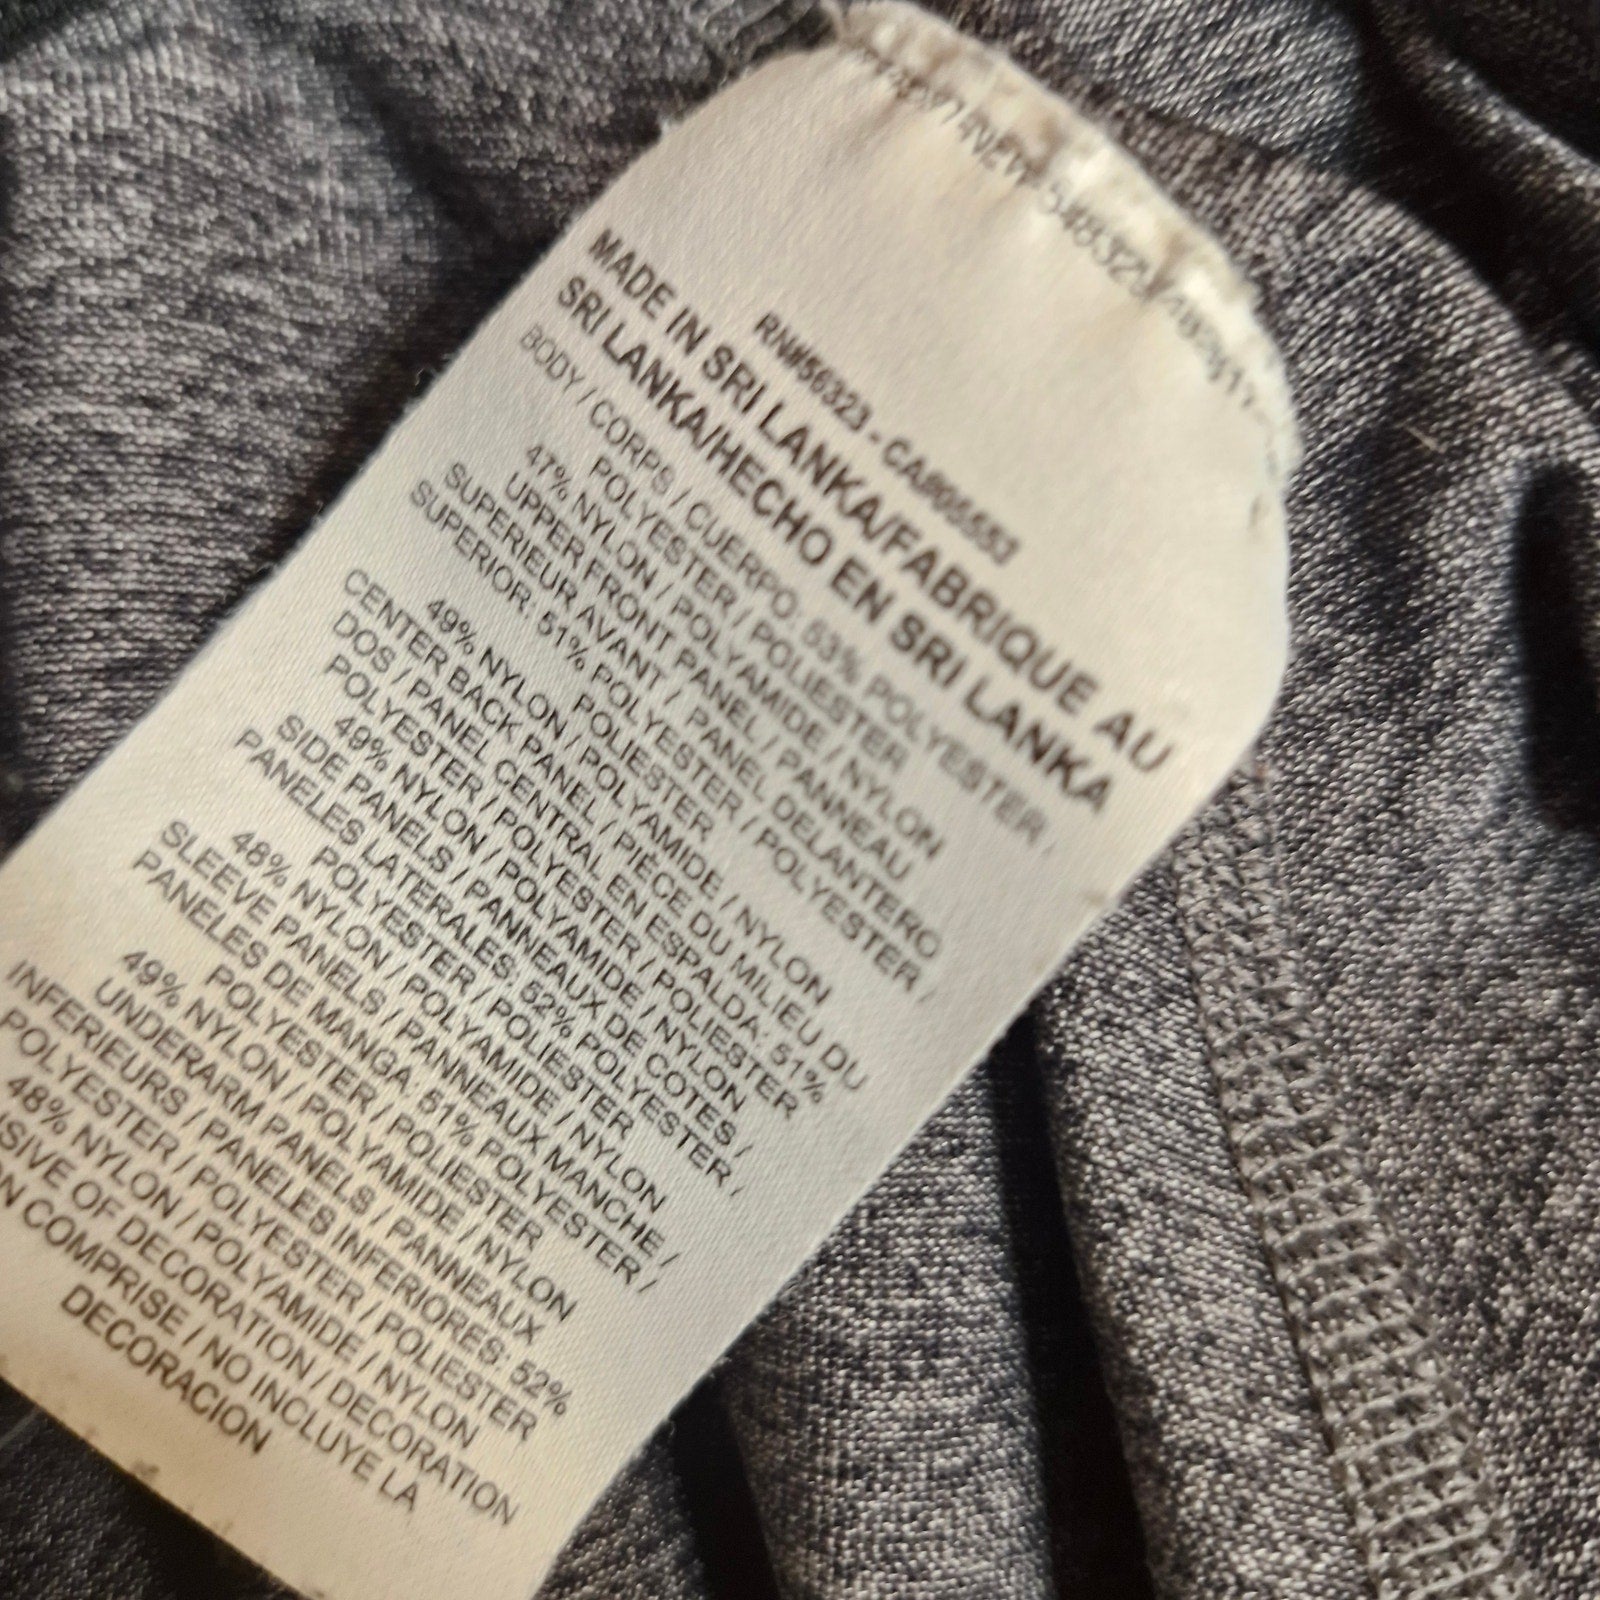 RN#56323 - CA805553
MADE IN SRI LANKA/FABRIQUE AU
SRI LANKA/HECHO EN SRI LANKA
BODY / CORPS / CUERPO: 53% POLYESTER /
POLYESTER / POLIESTER
47% NYLON / POLYAMIDE / NYLON
UPPER FRONT PANEL / PANNEAU
SUPERIEUR AVANT / PANEL DELANTERO
SUPERIOR: 51% POLYESTER / POLYESTER /
POLIESTER
49% NYLON / POLYAMIDE / NYLON
CENTER BACK PANEL / PIÈCE DU MILIEU DU
DOS / PANEL CENTRAL EN ESPALDA: 51%
POLYESTER / POLYESTER / POLIESTER
49% NYLON / POLYAMIDE / NYLON
SIDE PANELS / PANNEAUX DE COTES /
PANELES LATERALES: 52% POLYESTER /
POLYESTER / POLIESTER
48% NYLON / POLYAMIDE / NYLON
SLEEVE PANELS / PANNEAUX MANCHE /
PANELES DE MANGA: 51% POLYESTER /
POLYESTER / POLIESTER
49% NYLON / POLYAMIDE / NYLON
UNDERARM PANELS / PANNEAUX
INFERIEURS / PANELES INFERIORES: 52%
POLYESTER / POLYESTER / POLIESTER
48% NYLON / POLYAMIDE / NYLON
SIVE OF DECORATION / DECORATION
N COMPRISE / NO INCLUYE LA
DECORACION